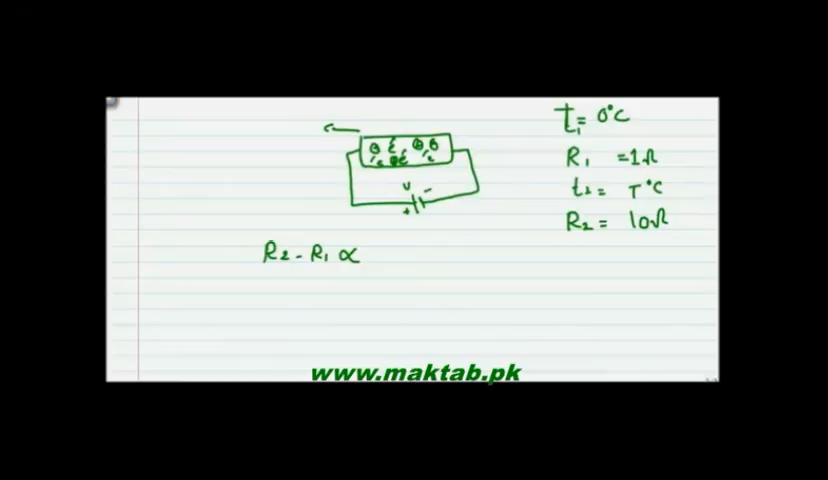 t₁= 0°C
R₁ =1Ω
t₂= T°C
V
+ -
R₂= 10Ω
R₂ - R₁ ∝
www.maktab.pk